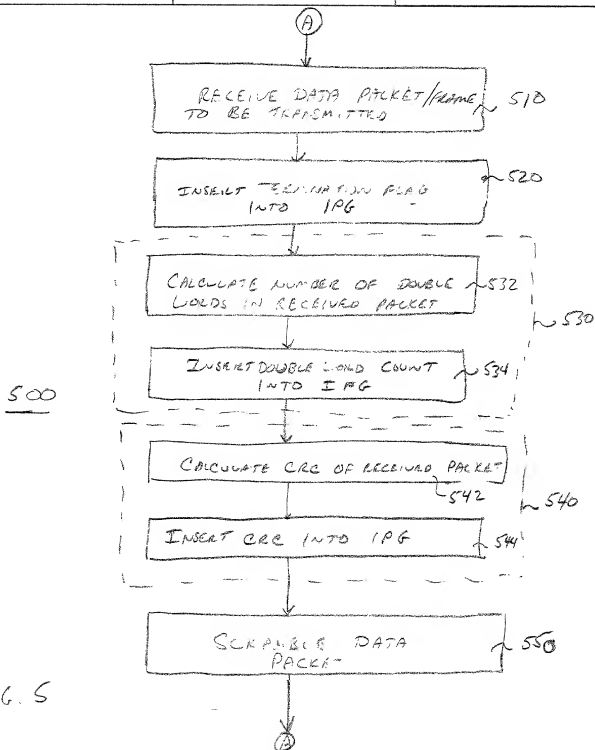 A
RECEIVE DATA PACKET/FRAME
TO BE TRANSMITTED
510
INSERT TERMINATION FLAG
INTO IPG
520
CALCULATE NUMBER OF DOUBLE
WORDS IN RECEIVED PACKET
532
530
INSERT DOUBLE WORD COUNT
INTO IPG
534
500
CALCULATE CRC OF RECEIVED PACKET
542
540
INSERT CRC INTO IPG
544
SCRAMBLE DATA
PACKET
550
G. 5
A